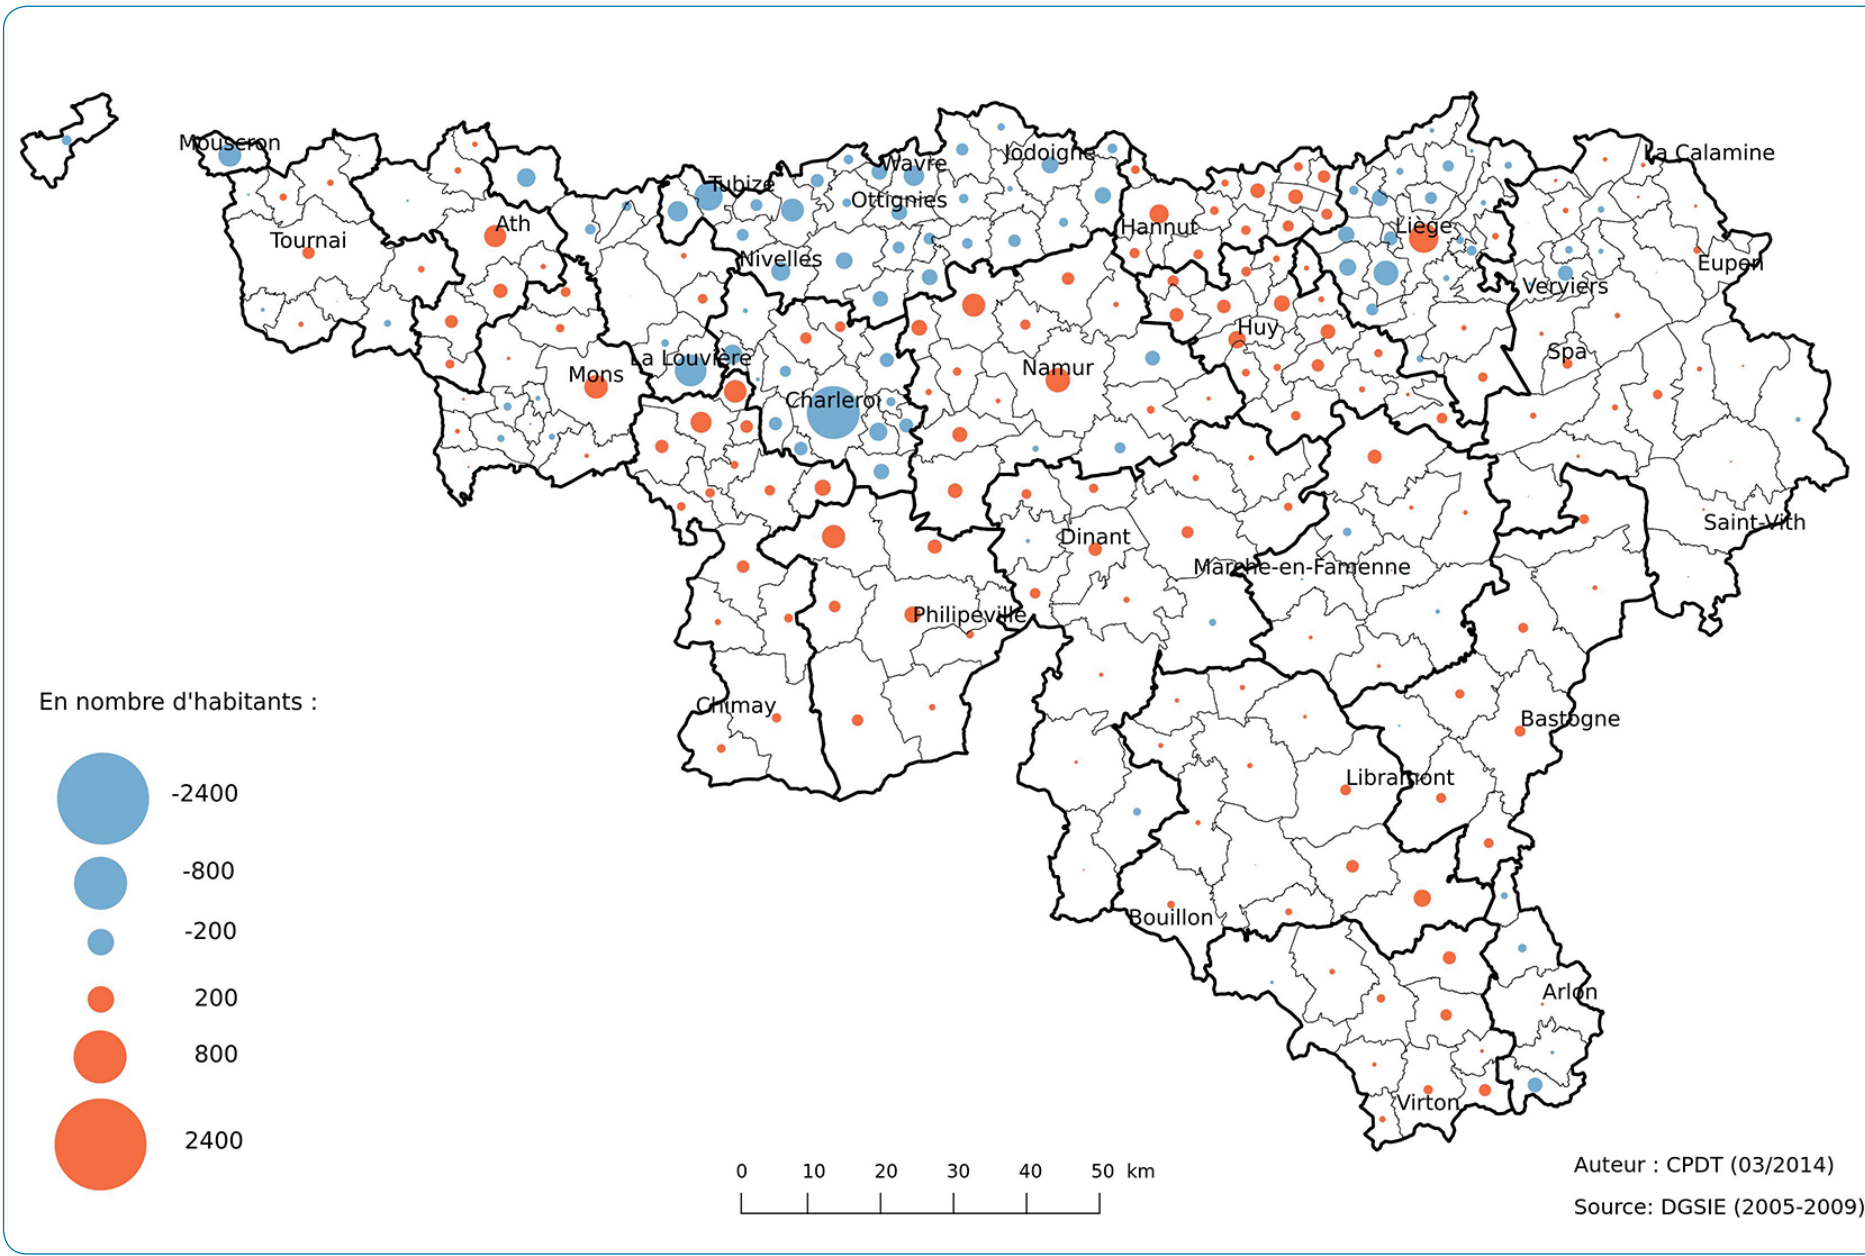 Mouscron
Tubize
Wavre
Jodoigne
La Calamine
Ottignies
Ath
Tournai
Hannut
Liège
Nivelles
Eupen
Verviers
Huy
La Louvière
Spa
Mons
Namur
Charleroi
Saint-Vith
Dinant
Marche-en-Famenne
Philipeville
En nombre d'habitants :
Chimay
Bastogne
Libramont
-2400
-800
Bouillon
-200
Arlon
200
800
Virton
2400
0 10 20 30 40 50 km
Auteur : CPDT (03/2014)
Source: DGSIE (2005-2009)